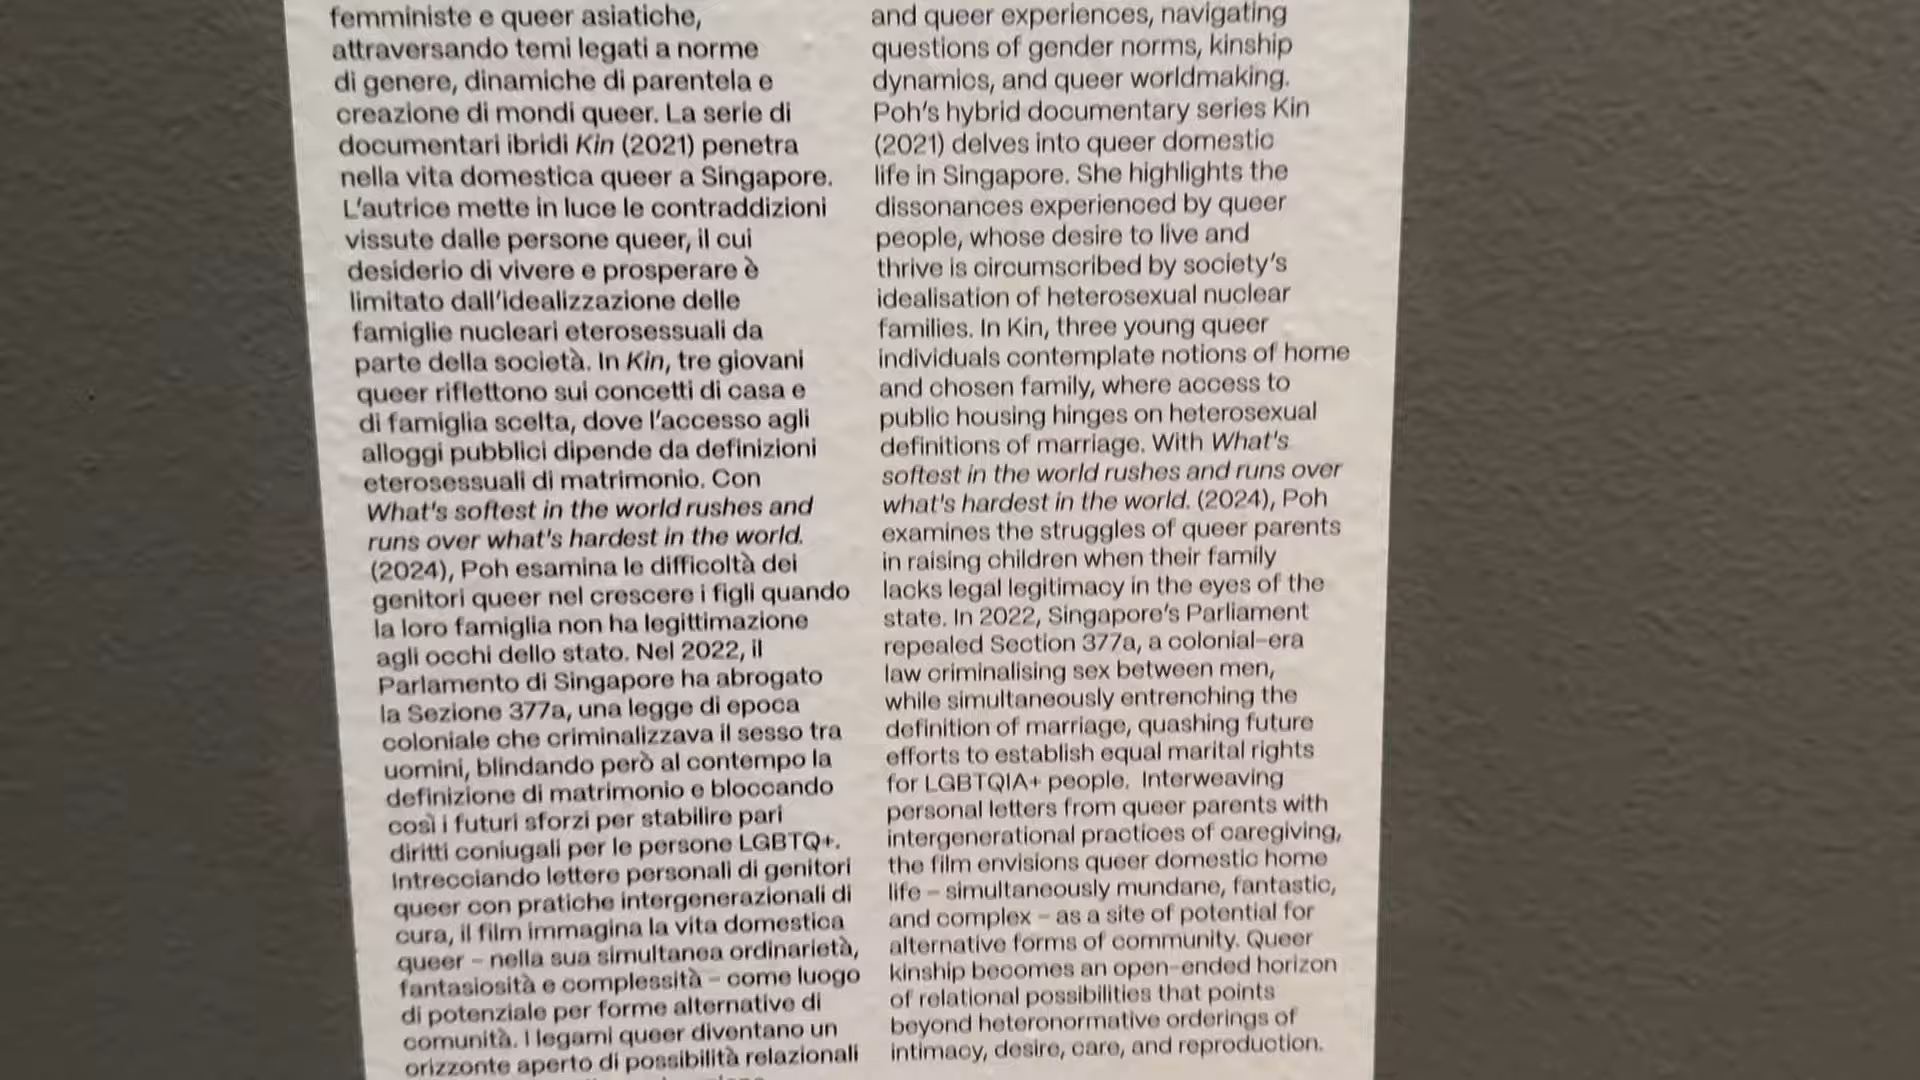 femministe e queer asiatiche,
attraversando temi legati a norme
di genere, dinamiche di parentela e
creazione di mondi queer. La serie di
documentari ibridi Kin (2021) penetra
nella vita domestica queer a Singapore.
L'autrice mette in luce le contraddizioni
vissute dalle persone queer, il cui
desiderio di vivere e prosperare è
limitato dall'idealizzazione delle
famiglie nucleari eterosessuali da
parte della società. In Kin, tre giovani
queer riflettono sui concetti di casa e
di famiglia scelta, dove l'accesso agli
alloggi pubblici dipende da definizioni
eterosessuali di matrimonio. Con
What's softest in the world rushes and
runs over what's hardest in the world.
(2024), Poh esamina le difficoltà dei
genitori queer nel crescere i figli quando
la loro famiglia non ha legittimazione
agli occhi dello stato. Nel 2022, il
Parlamento di Singapore ha abrogato
la Sezione 377a, una legge di epoca
coloniale che criminalizzava il sesso tra
uomini, blindando però al contempo la
definizione di matrimonio e bloccando
così i futuri sforzi per stabilire pari
diritti coniugali per le persone LGBTQ+.
Intrecciando lettere personali di genitori
queer con pratiche intergenerazionali di
cura, il film immagina la vita domestica
queer – nella sua simultanea ordinarietà,
fantasiosità e complessità – come luogo
di potenziale per forme alternative di
comunità. I legami queer diventano un
orizzonte aperto di possibilità relazionali
and queer experiences, navigating
questions of gender norms, kinship
dynamics, and queer worldmaking.
Poh's hybrid documentary series Kin
(2021) delves into queer domestic
life in Singapore. She highlights the
dissonances experienced by queer
people, whose desire to live and
thrive is circumscribed by society's
idealisation of heterosexual nuclear
families. In Kin, three young queer
individuals contemplate notions of home
and chosen family, where access to
public housing hinges on heterosexual
definitions of marriage. With What's
softest in the world rushes and runs over
what's hardest in the world. (2024), Poh
examines the struggles of queer parents
in raising children when their family
lacks legal legitimacy in the eyes of the
state. In 2022, Singapore's Parliament
repealed Section 377a, a colonial-era
law criminalising sex between men,
while simultaneously entrenching the
definition of marriage, quashing future
efforts to establish equal marital rights
for LGBTQIA+ people. Interweaving
personal letters from queer parents with
intergenerational practices of caregiving,
the film envisions queer domestic home
life – simultaneously mundane, fantastic,
and complex – as a site of potential for
alternative forms of community. Queer
kinship becomes an open-ended horizon
of relational possibilities that points
beyond heteronormative orderings of
intimacy, desire, care, and reproduction.